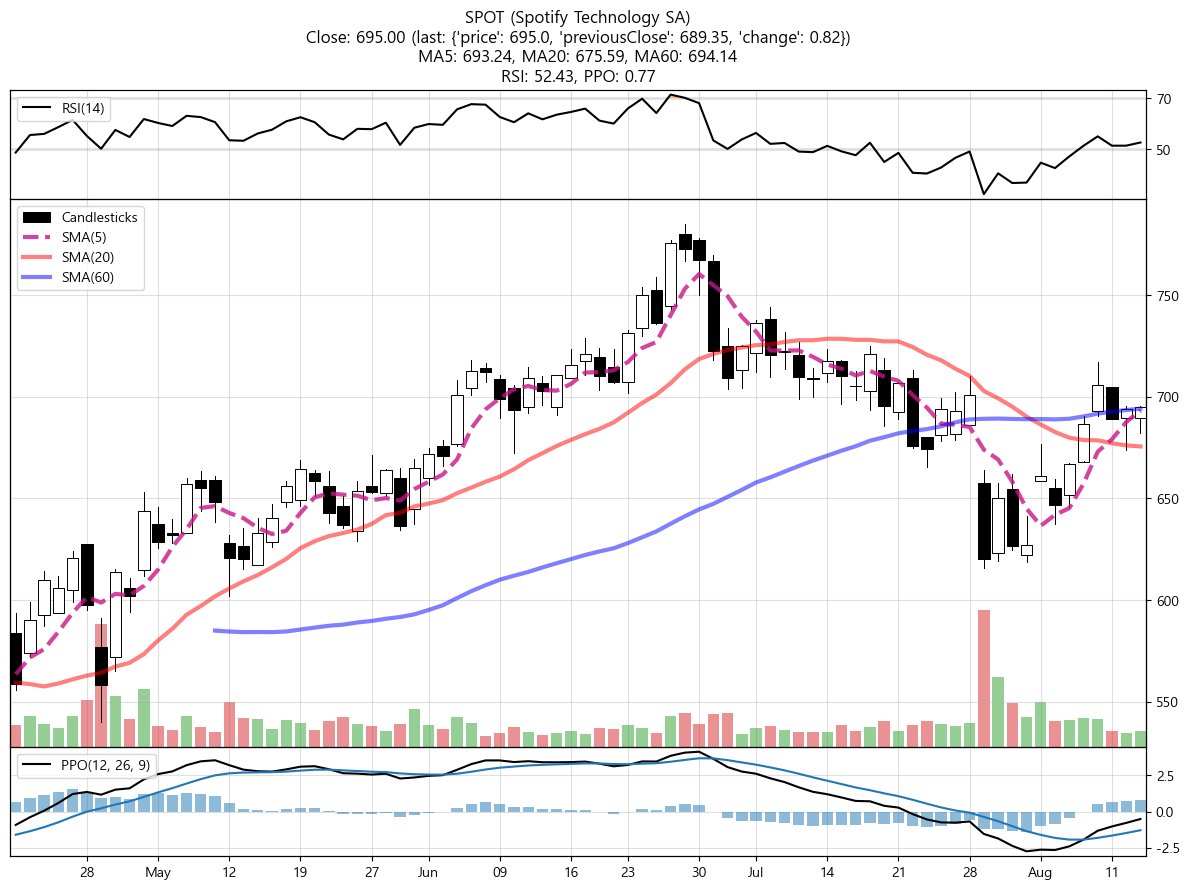 SPOT (Spotify Technology SA)
Close: 695.00 (last: {'price': 695.0, 'previousClose': 689.35, 'change': 0.82})
MA5: 693.24, MA20: 675.59, MA60: 694.14
RSI: 52.43, PPO: 0.77
RSI(14)
70
50
Candlesticks
SMA(5)
SMA(20)
SMA(60)
750
700
650
600
550
PPO(12, 26, 9)
2.5
0.0
-2.5
28 May 12 19 27 Jun 09 16 23 30 Jul 14 21 28 Aug 11